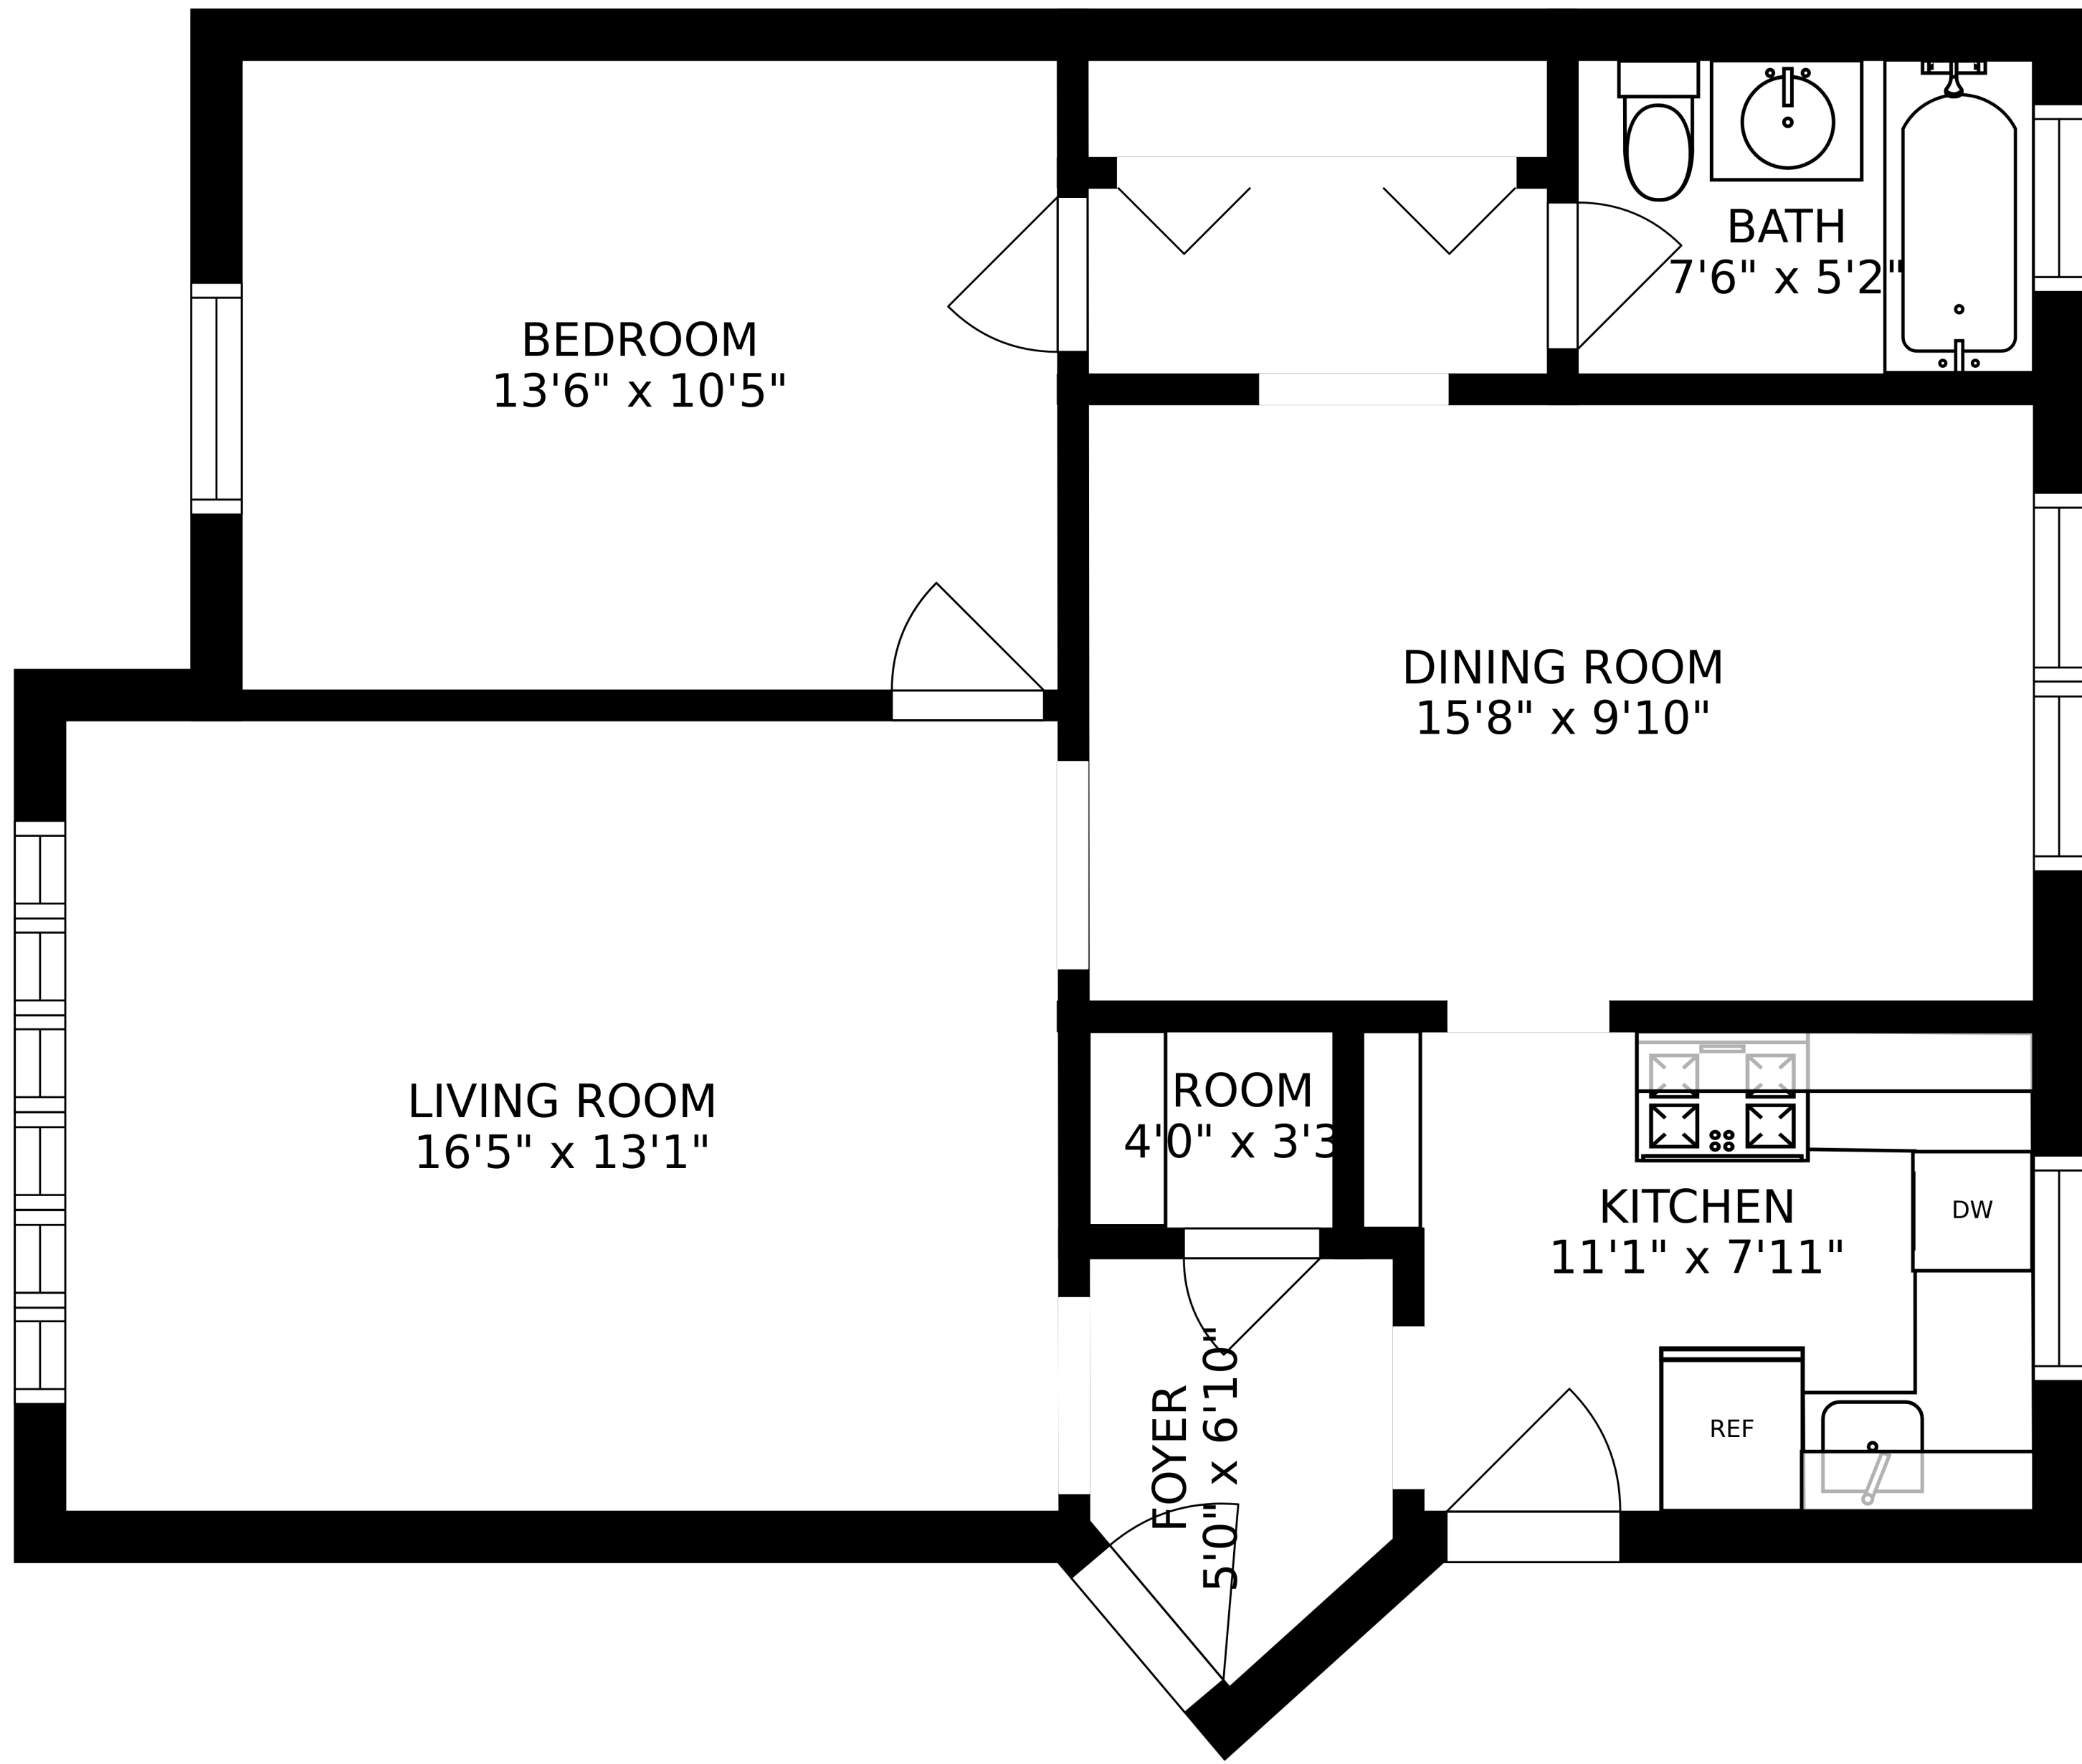 BATH
7'6" x 5'2"
BEDROOM
13'6" x 10'5"
DINING ROOM
15'8" x 9'10"
ROOM
4'0" x 3'3
LIVING ROOM
16'5" x 13'1"
KITCHEN
11'1" x 7'11"
DW
FOYER
5'0" x 6'10"
REF